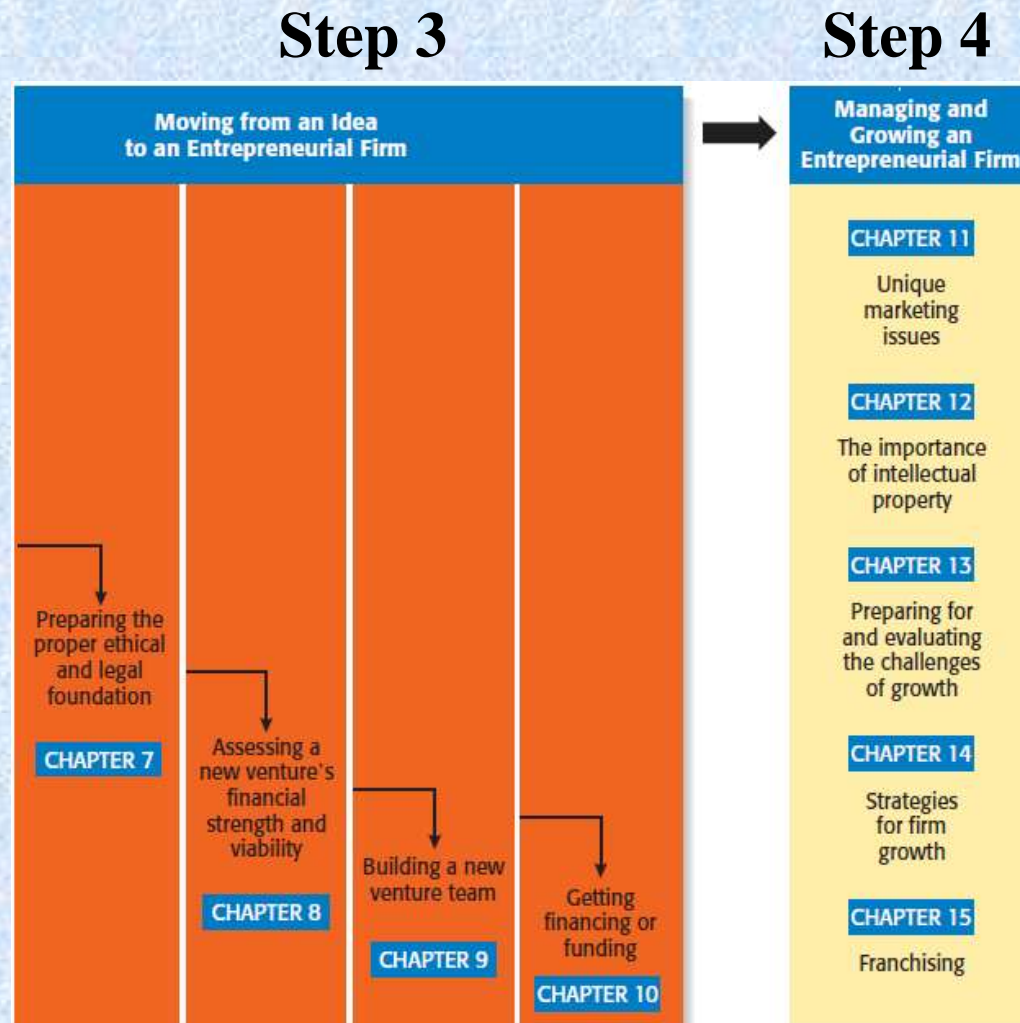 Step 3
Step 4
Moving from an Idea
to an Entrepreneurial Firm
Managing and
Growing an
Entrepreneurial Firm
Preparing the
proper ethical
and legal
foundation
CHAPTER 7
Assessing a
new venture's
financial
strength and
viability
CHAPTER 8
Building a new
venture team
CHAPTER 9
Getting
financing or
funding
CHAPTER 10
CHAPTER 11
Unique
marketing
issues
CHAPTER 12
The importance
of intellectual
property
CHAPTER 13
Preparing for
and evaluating
the challenges
of growth
CHAPTER 14
Strategies
for firm
growth
CHAPTER 15
Franchising